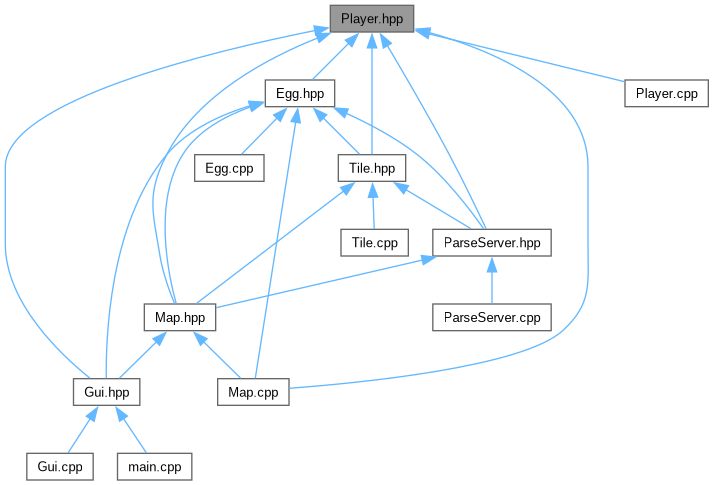 Player.hpp
Egg.hpp
Player.cpp
Egg.cpp
Tile.hpp
Tile.cpp
ParseServer.hpp
Map.hpp
ParseServer.cpp
Gui.hpp
Map.cpp
Gui.cpp
main.cpp